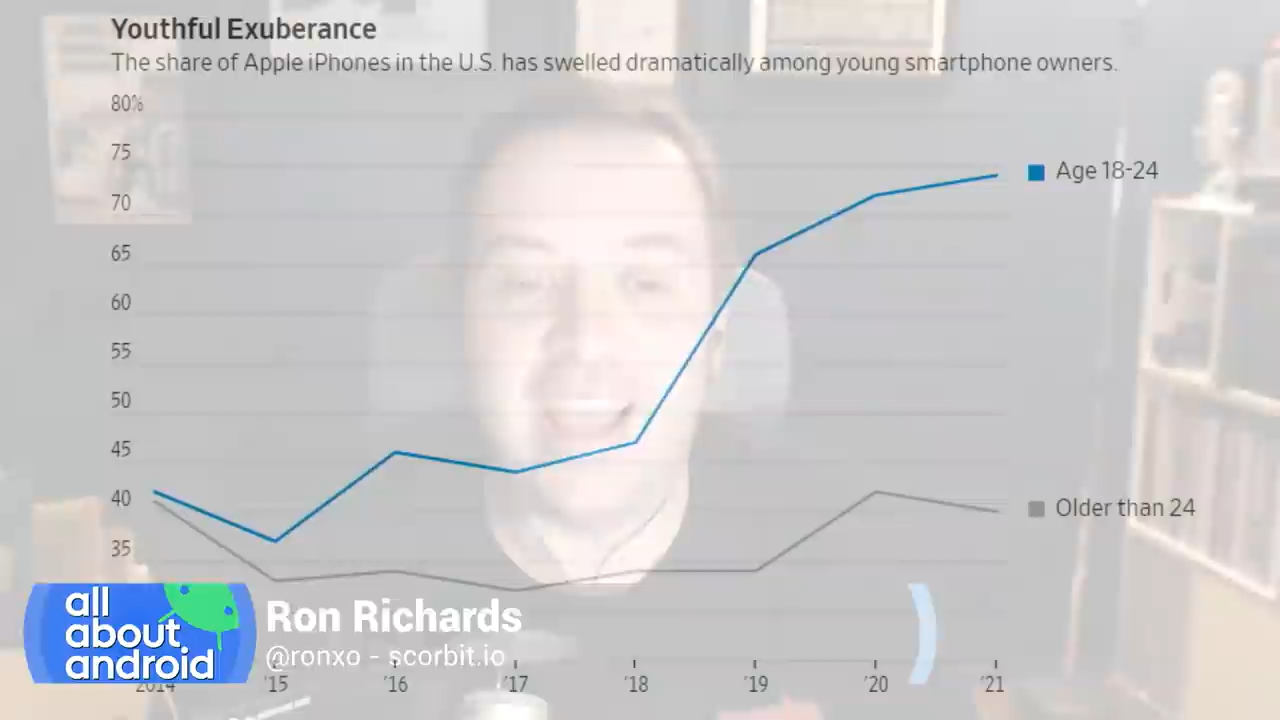 Youthful Exuberance
The share of Apple iPhones in the U.S. has swelled dramatically among young smartphone owners.
80%
75
70
65
60
55
50
45
40
35
Age 18-24
Older than 24
all
about
android
Ron Richards
@ronxo - scorbit.io
2014
'15
'16
'17
'18
'19
'20
'21